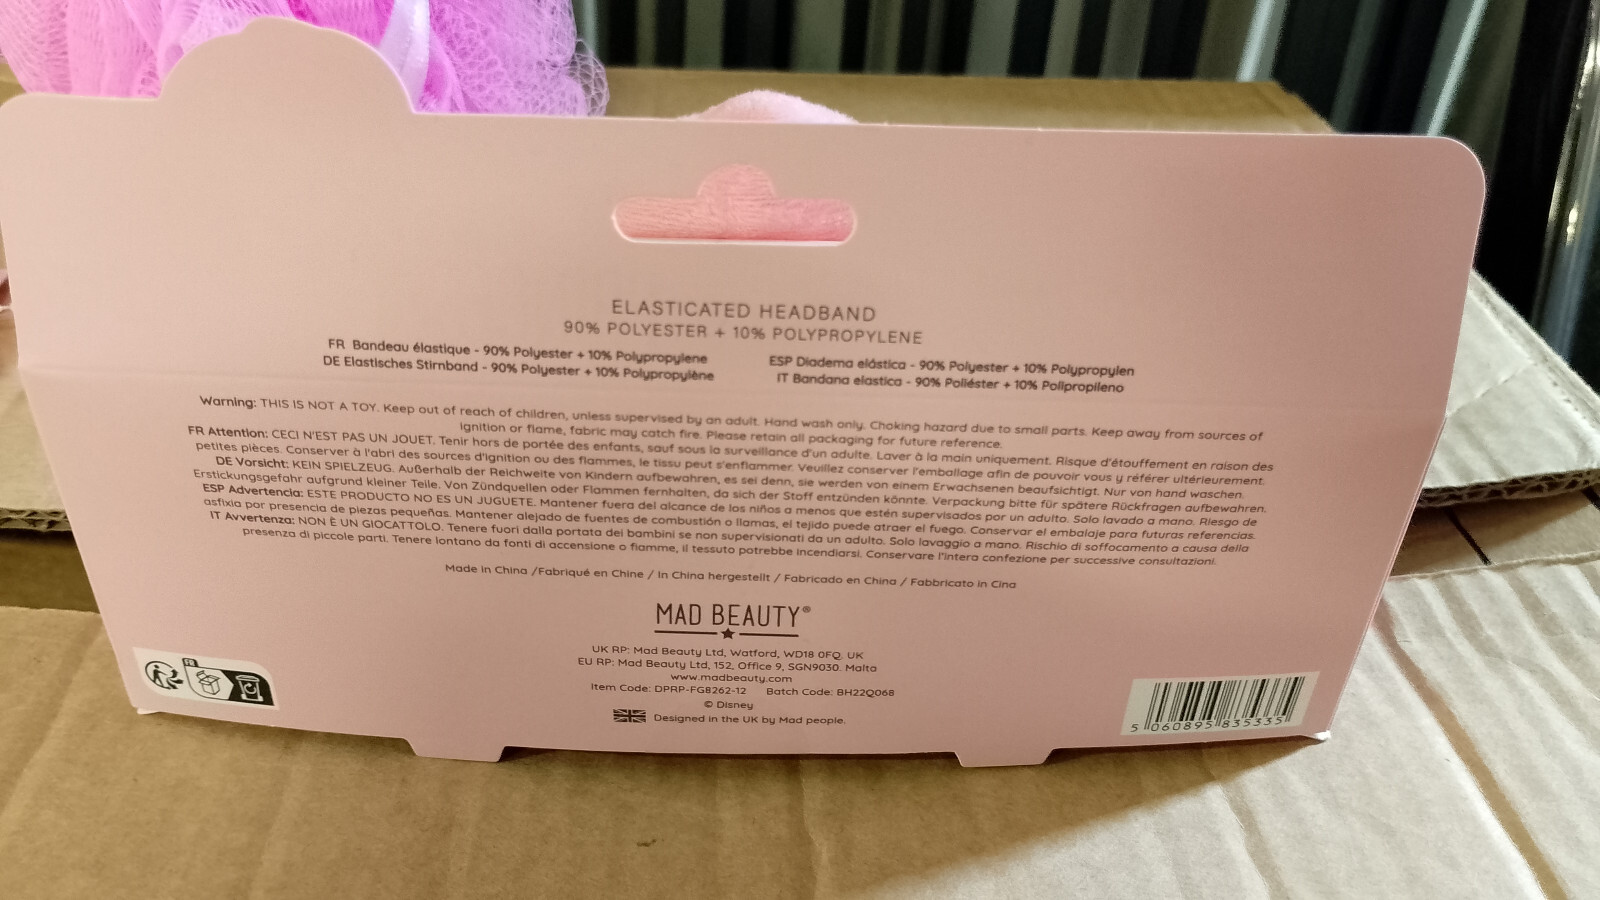 ELASTICATED HEADBAND
90% POLYESTER + 10% POLYPROPYLENE
FR Bandeau élastique - 90% Polyester + 10% Polypropylene
DE Elastisches Stirnband - 90% Polyester + 10% Polypropylène
ESP Diadema elástica - 90% Polyester + 10% Polypropylen
IT Bandana elastica - 90% Poliéster + 10% Polipropileno
Warning: THIS IS NOT A TOY. Keep out of reach of children, unless supervised by an adult. Hand wash only. Choking hazard due to small parts. Keep away from sources of
ignition or flame, fabric may catch fire. Please retain all packaging for future reference.
FR Attention: CECI N'EST PAS UN JOUET. Tenir hors de portée des enfants, sauf sous la surveillance d'un adulte. Laver à la main uniquement. Risque d'étouffement en raison des
petites pièces. Conserver à l'abri des sources d'ignition ou des flammes, le tissu peut s'enflammer. Veuillez conserver l'emballage afin de pouvoir vous y référer ultérieurement.
DE Vorsicht: KEIN SPIELZEUG. Außerhalb der Reichweite von Kindern aufbewahren, es sei denn, sie werden von einem Erwachsenen beaufsichtigt. Nur von hand waschen.
Erstickungsgefahr aufgrund kleiner Teile. Von Zündquellen oder Flammen fernhalten, da sich der Stoff entzünden könnte. Verpackung bitte für spätere Rückfragen aufbewahren.
ESP Advertencia: ESTE PRODUCTO NO ES UN JUGUETE. Mantener fuera del alcance de los niños a menos que estén supervisados por un adulto. Solo lavado a mano. Riesgo de
asfixia por presencia de piezas pequeñas. Mantener alejado de fuentes de combustión o llamas, el tejido puede atraer el fuego. Conservar el embalaje para futuras referencias.
IT Avvertenza: NON È UN GIOCATTOLO. Tenere fuori dalla portata dei bambini se non supervisionati da un adulto. Solo lavaggio a mano. Rischio di soffocamento a causa della
presenza di piccole parti. Tenere lontano da fonti di accensione o fiamme, il tessuto potrebbe incendiarsi. Conservare l'intera confezione per successive consultazioni.
Made in China /Fabriqué en Chine / In China hergestellt / Fabricado en China / Fabbricato in Cina
MAD BEAUTY®
UK RP: Mad Beauty Ltd, Watford, WD18 0FQ. UK
EU RP: Mad Beauty Ltd, 152, Office 9, SGN9030. Malta
www.madbeauty.com
Item Code: DPRP-FG8262-12 Batch Code: BH22Q068
© Disney
Designed in the UK by Mad people.
FR
5 060895 835335